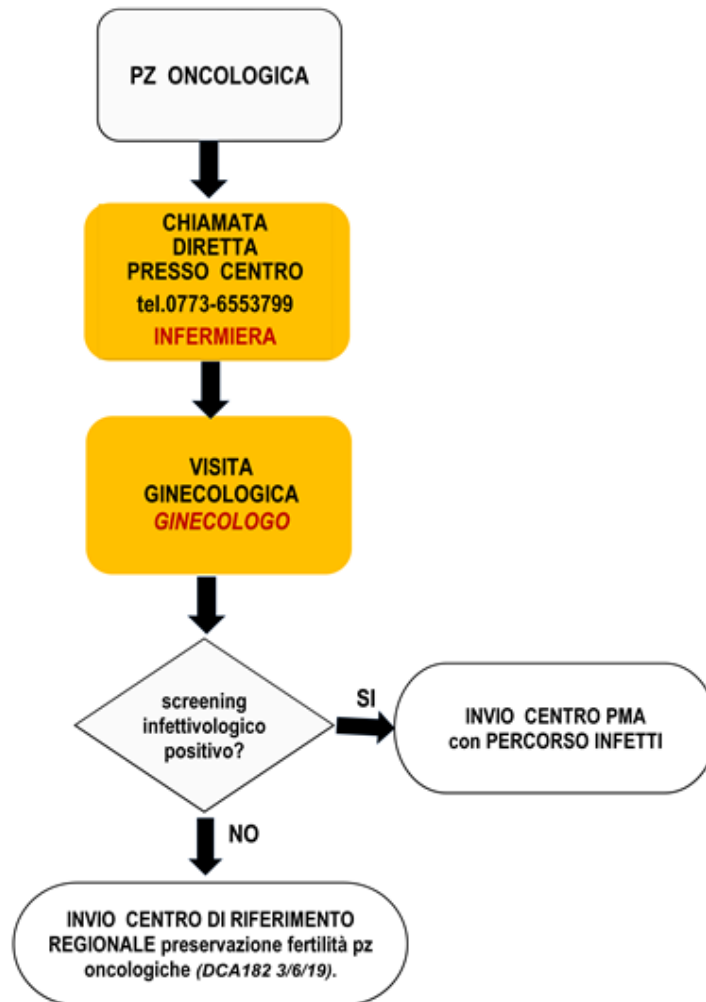 PZ ONCOLOGICA
CHIAMATA
DIRETTA
PRESSO CENTRO
tel.0773-6553799
INFERMIERA
VISITA
GINECOLOGICA
GINECOLOGO
screening
infettivologico
positivo?
SI
INVIO CENTRO PMA
con PERCORSO INFETTI
NO
INVIO CENTRO DI RIFERIMENTO
REGIONALE preservazione fertilità pz
oncologiche (DCA182 3/6/19).